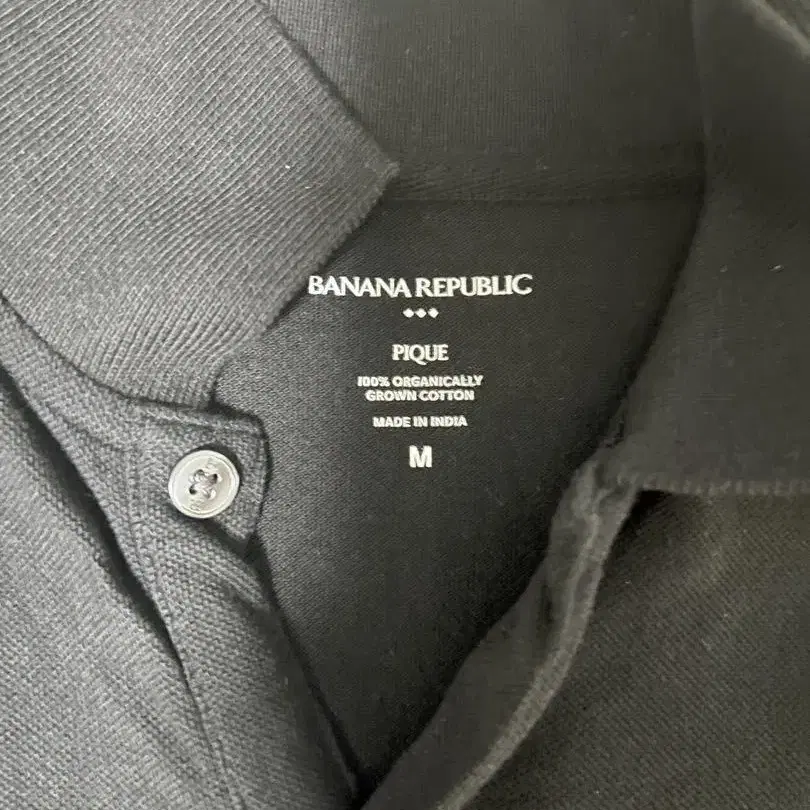 BANANA REPUBLIC
PIQUE
100% ORGANICALLY
GROWN COTTON
MADE IN INDIA
M